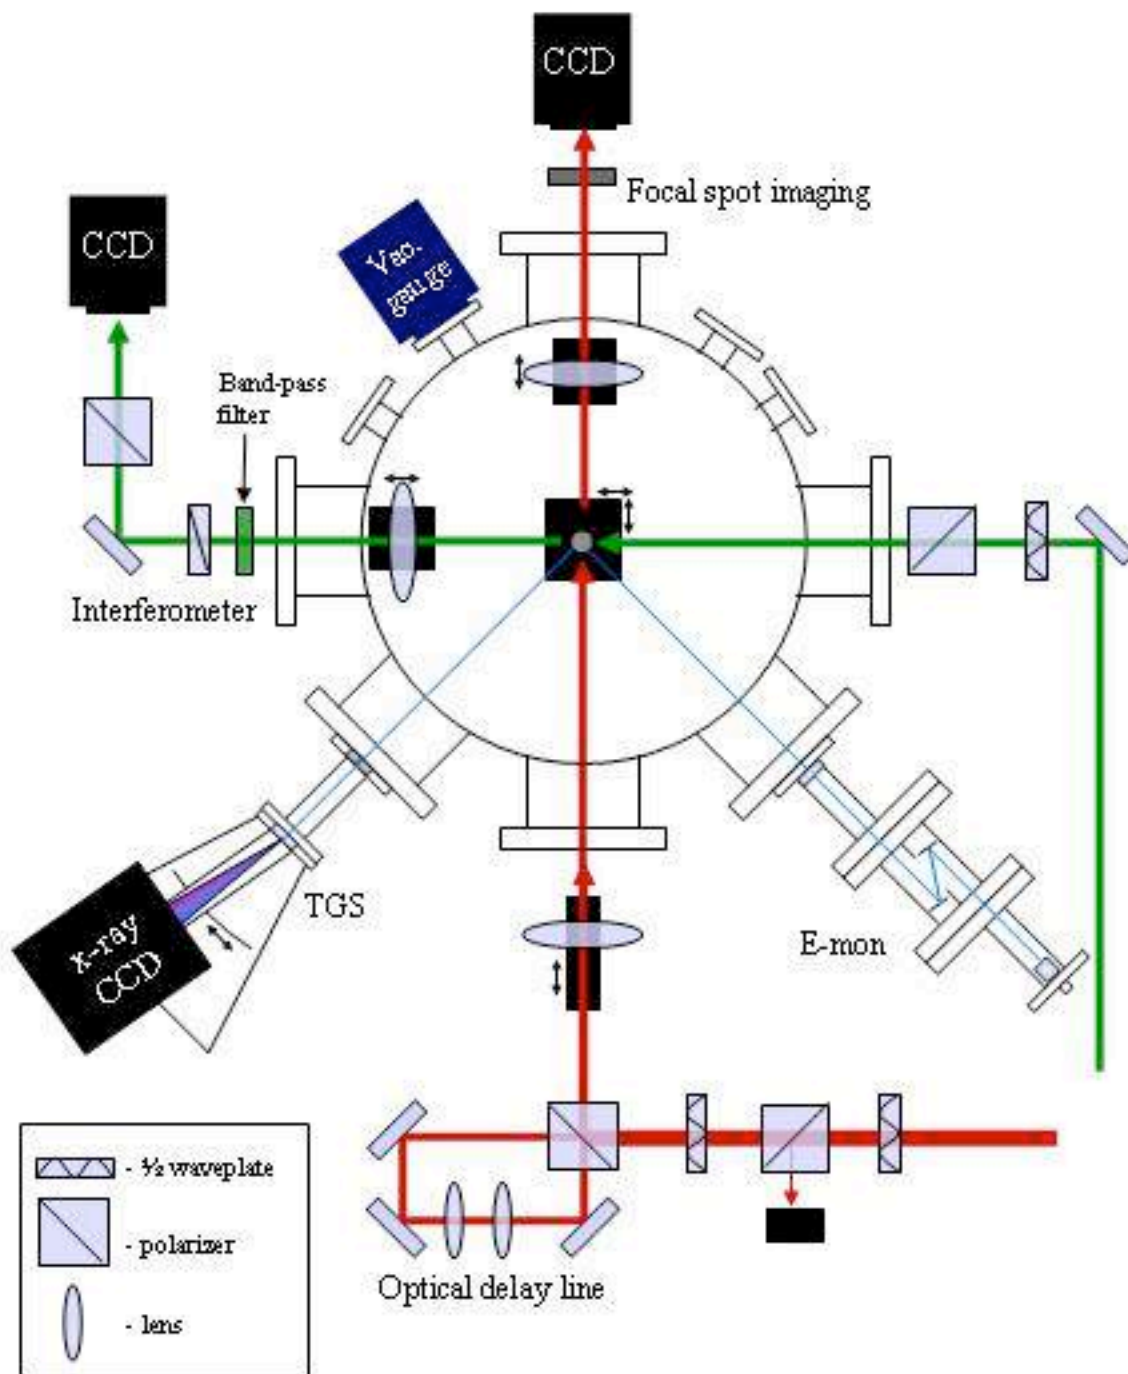 CCD
Focal spot imaging
CCD
Vac.
gauge
Band-pass
filter
Interferometer
TGS
x-ray
CCD
E-mon
- ½ waveplate
- polarizer
- lens
Optical delay line